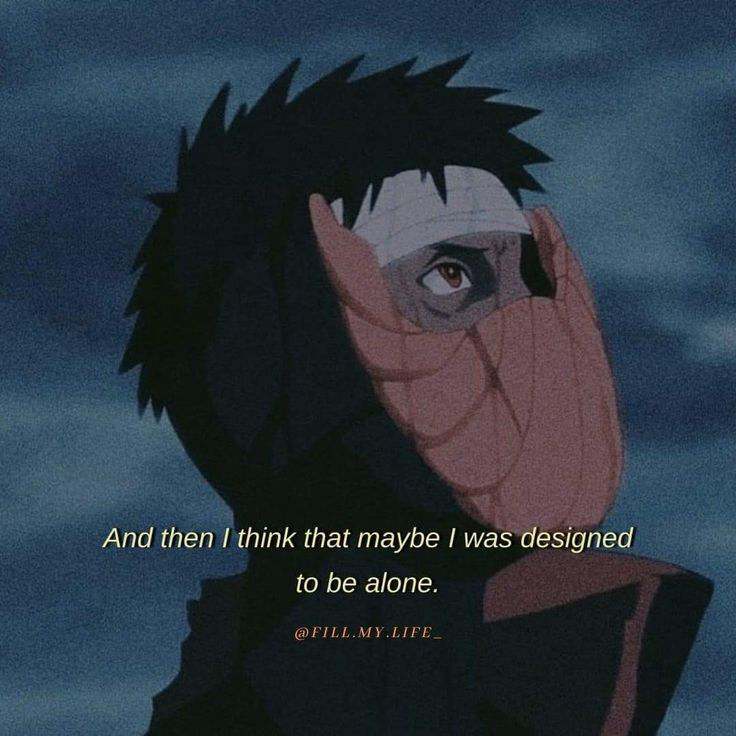 And then I think that maybe I was designed
to be alone.
@FILL.MY.LIFE_